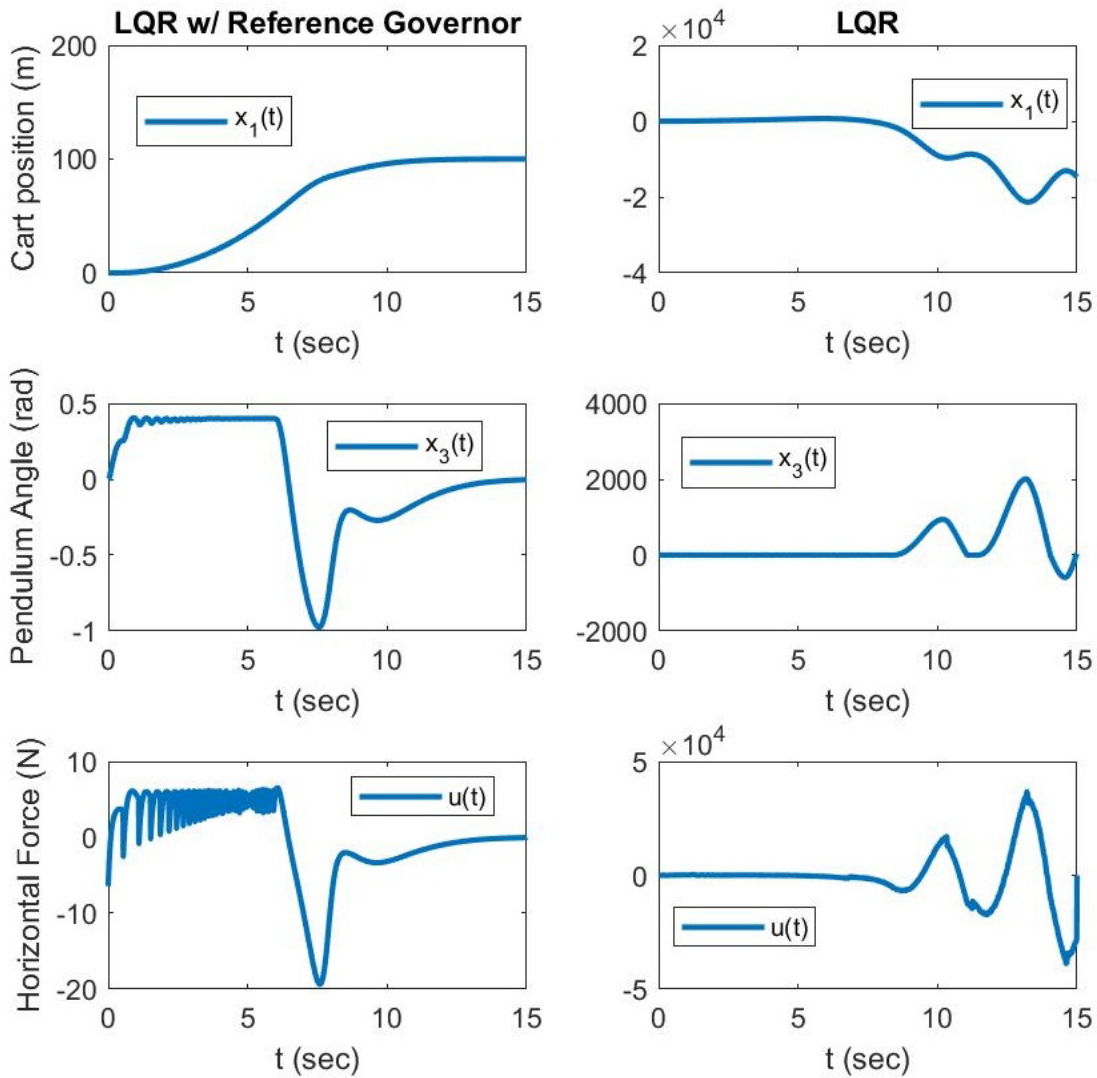 LQR w/ Reference Governor
Cart position (m)
200
100
0
x_1(t)
0 5 10 15
t (sec)
LQR
×10^4
2
0
-2
-4
x_1(t)
0 5 10 15
t (sec)
Pendulum Angle (rad)
0.5
0
-0.5
-1
x_3(t)
0 5 10 15
t (sec)
4000
2000
0
-2000
x_3(t)
0 5 10 15
t (sec)
Horizontal Force (N)
10
0
-10
-20
u(t)
0 5 10 15
t (sec)
×10^4
5
0
-5
u(t)
0 5 10 15
t (sec)